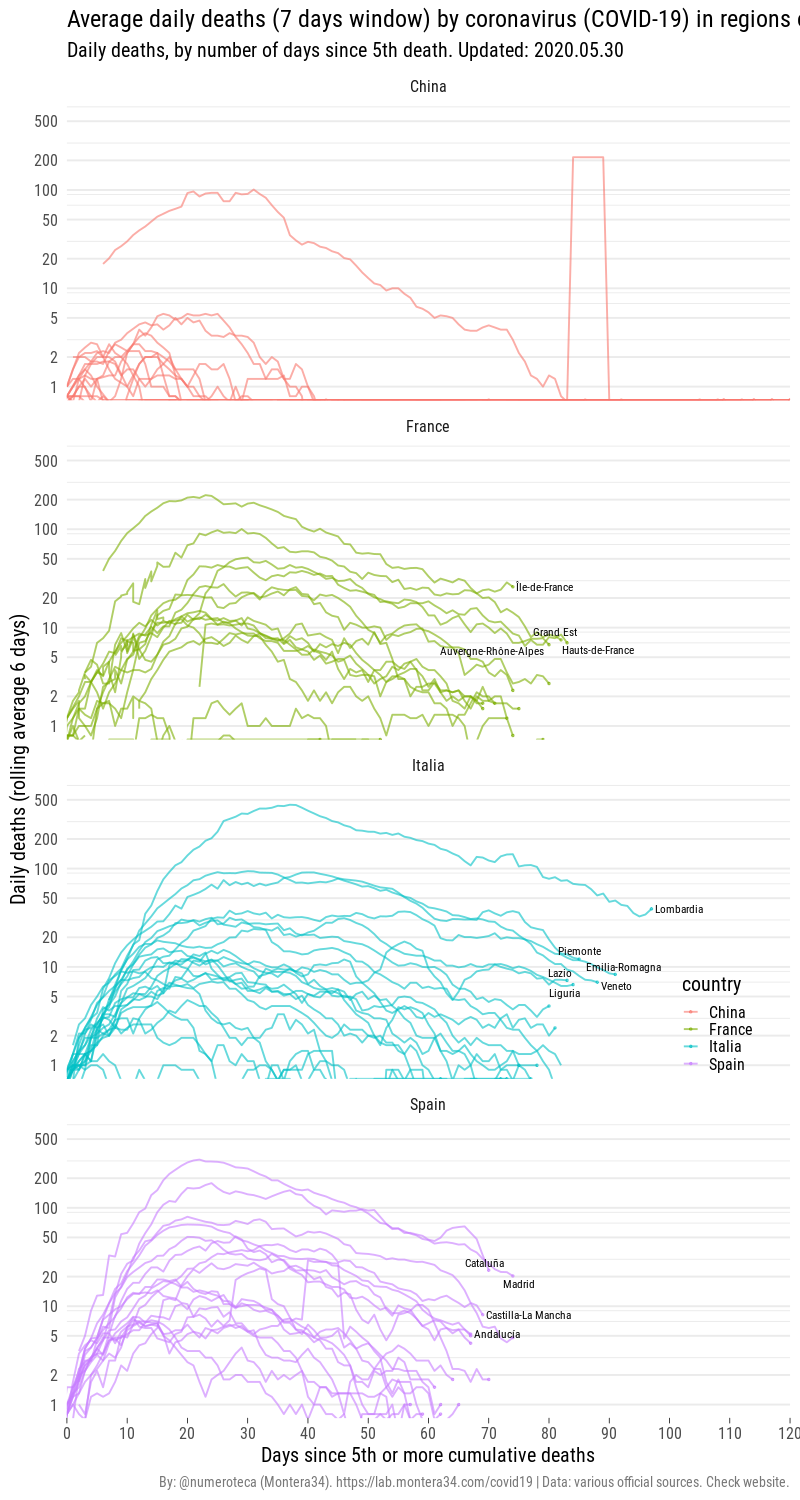 Average daily deaths (7 days window) by coronavirus (COVID-19) in regions
Daily deaths, by number of days since 5th death. Updated: 2020.05.30
China
500
200
100
50
20
10
5
2
1
France
500
200
100
50
20
10
5
2
1
Île-de-France
Grand Est
Auvergne-Rhône-Alpes
Hauts-de-France
Daily deaths (rolling average 6 days)
Italia
500
200
100
50
20
10
5
2
1
Lombardia
Piemonte
Emilia-Romagna
Lazio
Veneto
Liguria
country
China
France
Italia
Spain
Spain
500
200
100
50
20
10
5
2
1
Cataluña
Madrid
Castilla-La Mancha
Andalucía
0 10 20 30 40 50 60 70 80 90 100 110 120
Days since 5th or more cumulative deaths
By: @numeroteca (Montera34). https://lab.montera34.com/covid19 | Data: various official sources. Check website.